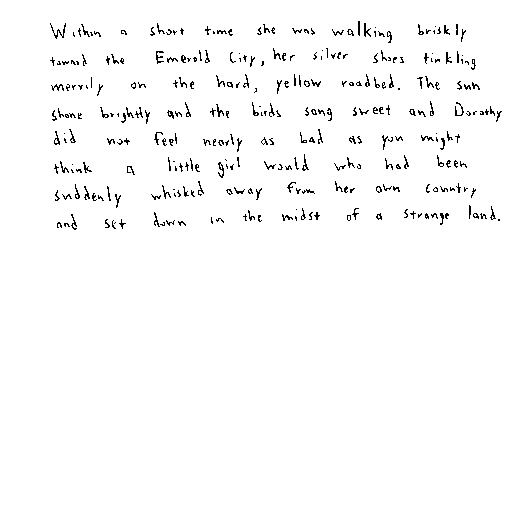 Within a short time she was walking briskly
toward the Emerald City, her silver shoes tinkling
merrily on the hard, yellow roadbed. The sun
shone brightly and the birds sang sweet and Dorothy
did not feel nearly as bad as you might
think a little girl would who had been
suddenly whisked away from her own country
and set down in the midst of a strange land.